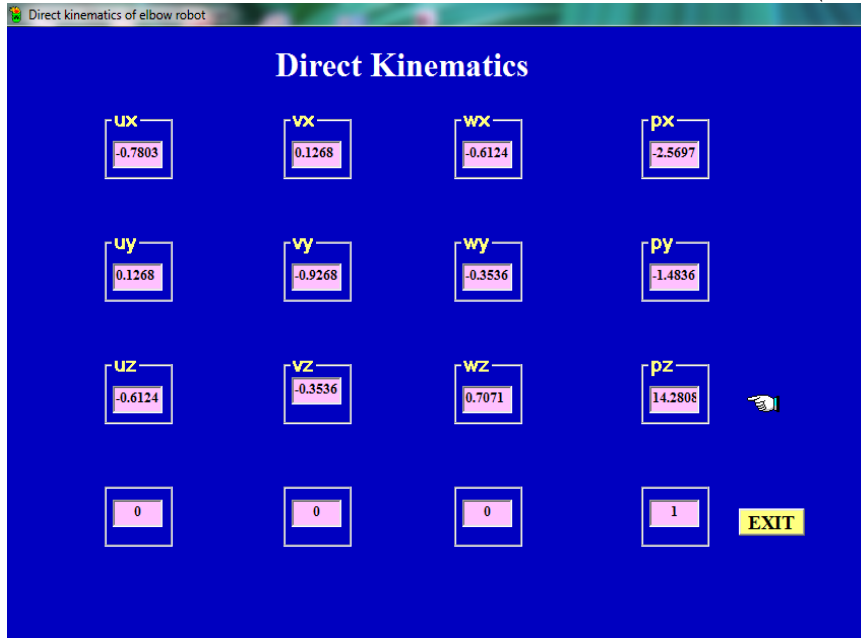 Direct kinematics of elbow robot
Direct Kinematics
ux vx wx px
-0.7803 0.1268 -0.6124 -2.5697
uy vy wy py
0.1268 -0.9268 -0.3536 -1.4836
uz vz wz pz
-0.6124 -0.3536 0.7071 14.2808
0 0 0 1
EXIT